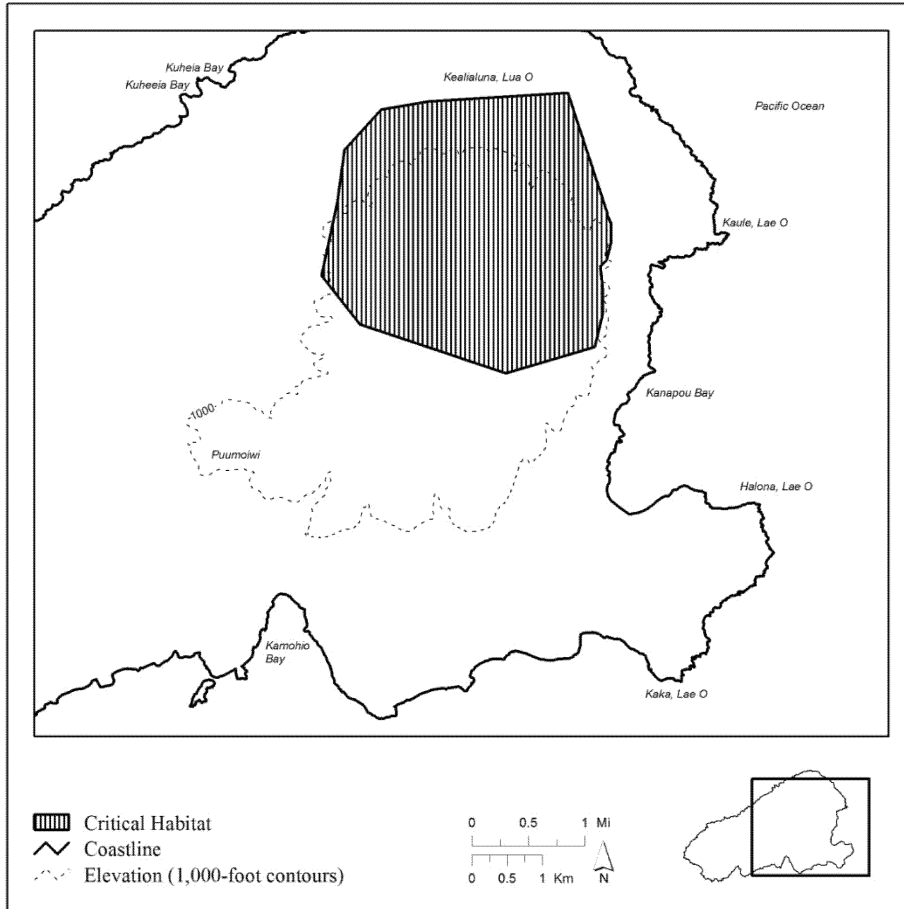 Kuheia Bay
Kuheeia Bay
Kealialuna, Lua O
Pacific Ocean
Kaule, Lae O
Kanapou Bay
1000
Puumoiwi
Halona, Lae O
Kamohio
Bay
Kaka, Lae O
Critical Habitat
Coastline
Elevation (1,000-foot contours)
0 0.5 1 Mi
0 0.5 1 Km
N